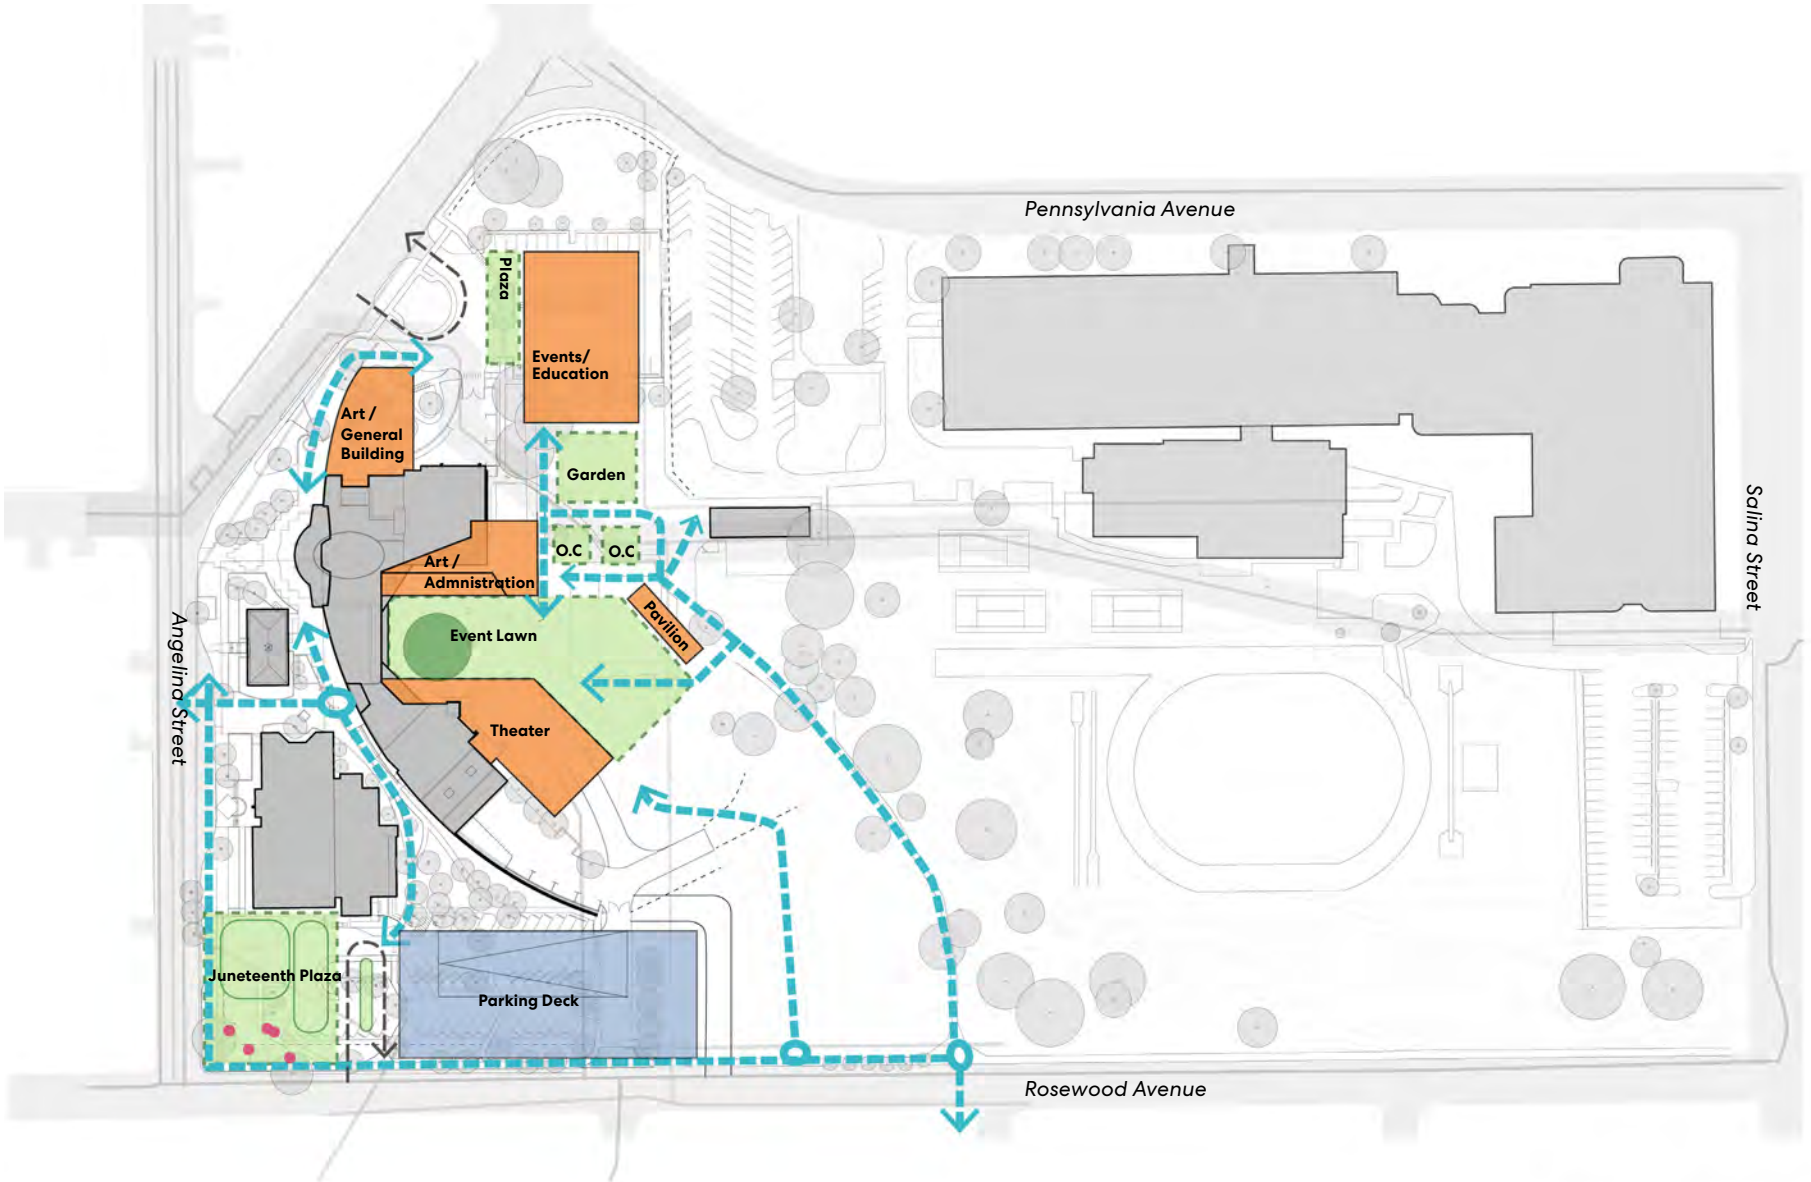 Pennsylvania Avenue
Plaza
Events/
Education
Art /
General
Building
Garden
Salina Street
O.C
O.C
Art /
Admnistration
Pavilion
Event Lawn
Angelina Street
Theater
Juneteenth Plaza
Parking Deck
Rosewood Avenue